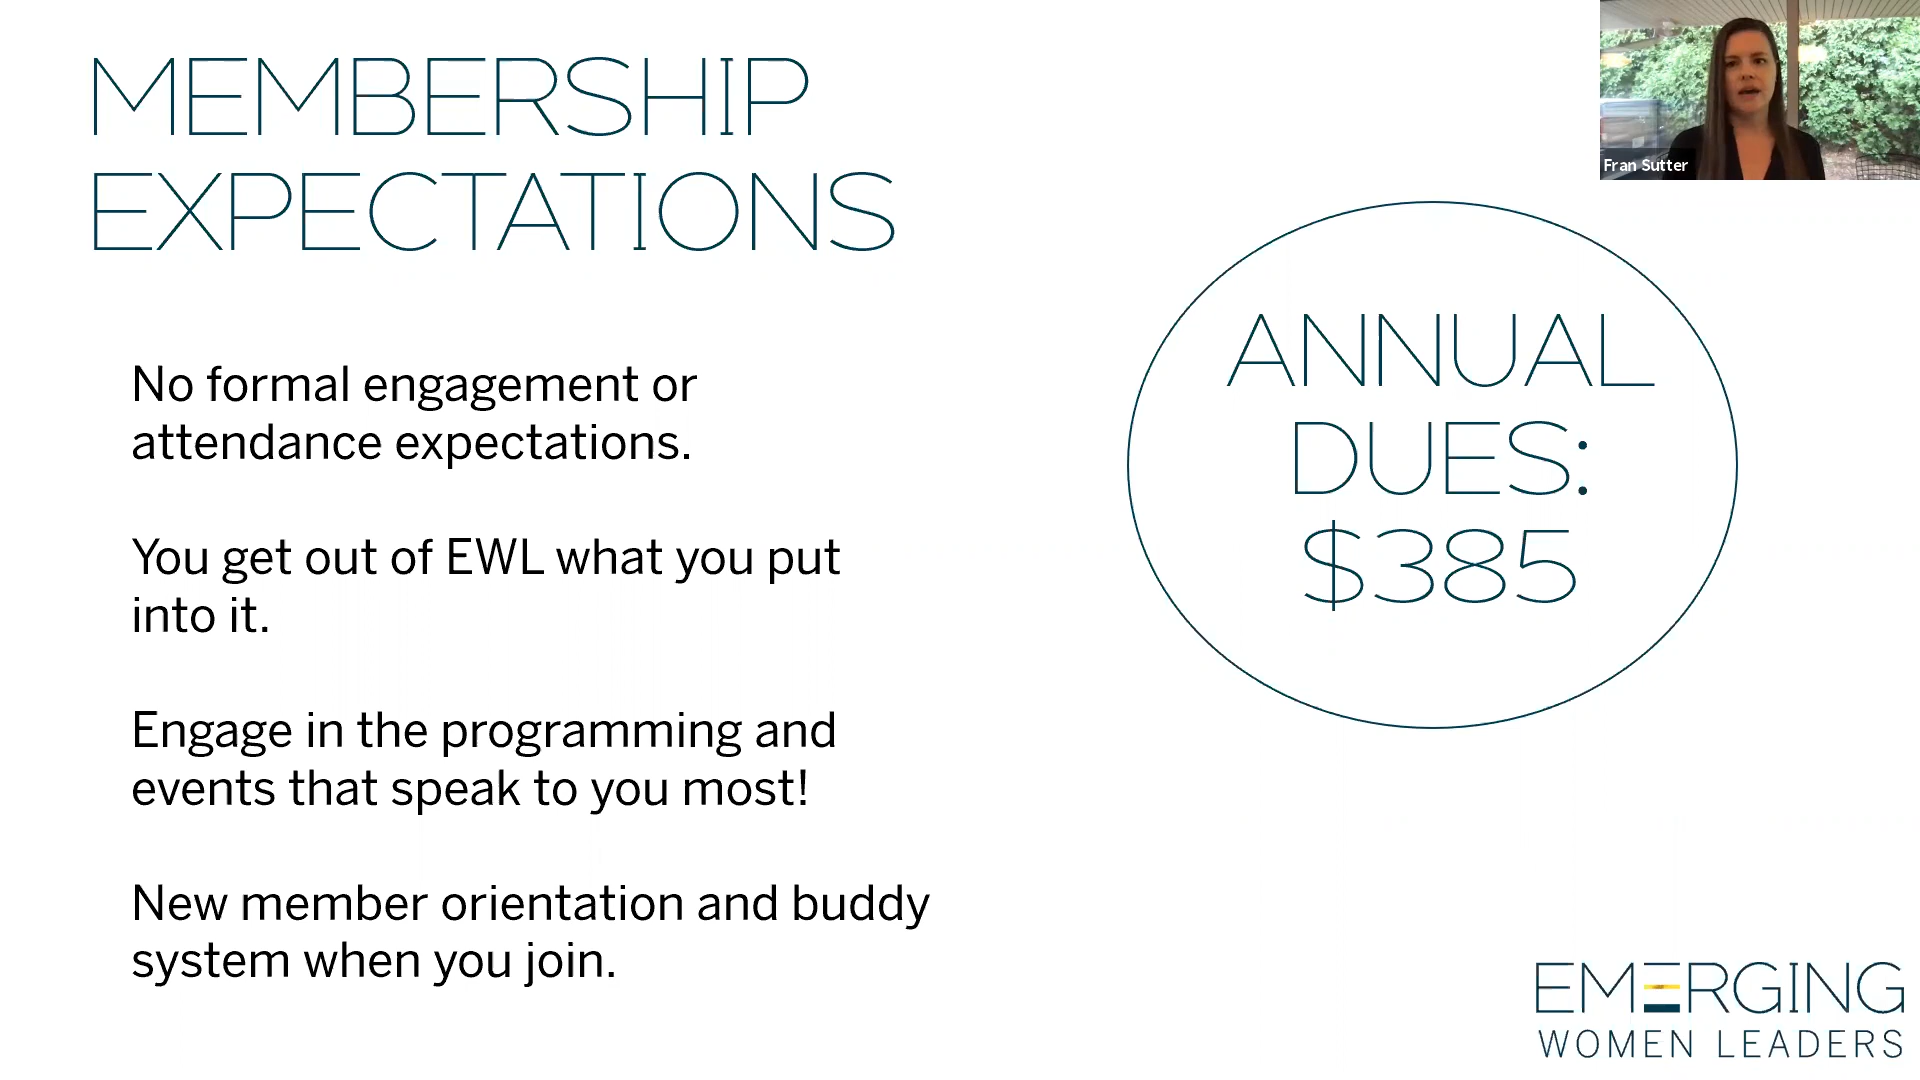 MEMBERSHIP
EXPECTATIONS
No formal engagement or
attendance expectations.
You get out of EWL what you put
into it.
Engage in the programming and
events that speak to you most!
New member orientation and buddy
system when you join.
Fran Sutter
ANNUAL
DUES:
$385
EMERGING
WOMEN LEADERS